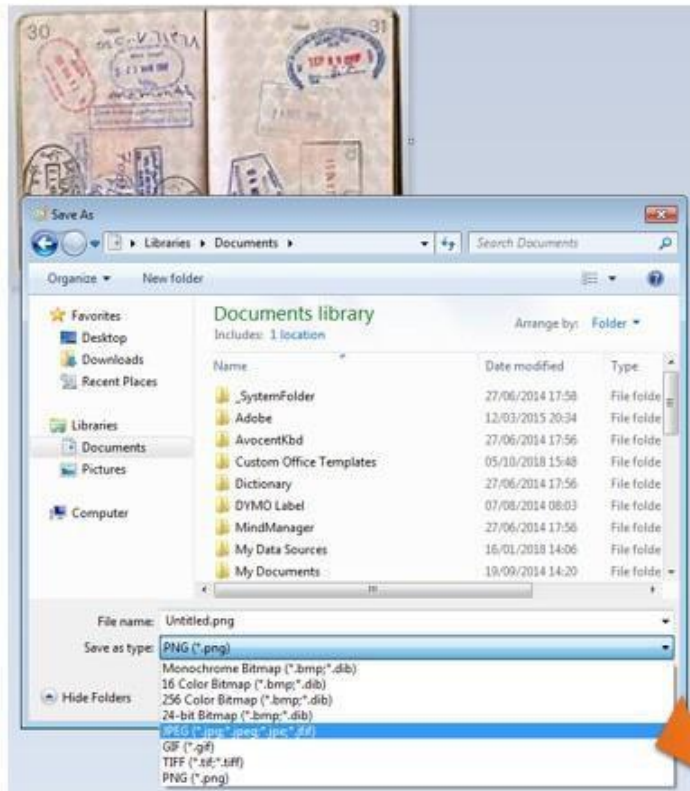 30
31
Save As
Libraries ▸ Documents ▸
Search Documents
Organize
New folder
Favorites
Desktop
Downloads
Recent Places
Libraries
Documents
Pictures
Computer
Documents library
Includes: 1 location
Arrange by: Folder
Name Date modified Type
_SystemFolder 27/06/2014 17:58 File folde
Adobe 12/03/2015 20:34 File folde
AvocentKbd 27/06/2014 17:56 File folde
Custom Office Templates 05/10/2018 15:48 File folde
Dictionary 27/06/2014 17:56 File folde
DYMO Label 07/08/2014 08:03 File folde
MindManager 27/06/2014 17:56 File folde
My Data Sources 16/01/2018 14:06 File folde
My Documents 19/09/2014 14:20 File folde
File name: Untitled.png
Save as type: PNG (*.png)
Monochrome Bitmap (*.bmp;*.dib)
16 Color Bitmap (*.bmp;*.dib)
256 Color Bitmap (*.bmp;*.dib)
24-bit Bitmap (*.bmp;*.dib)
JPEG (*.jpg;*.jpeg;*.jpe;*.jfif)
GIF (*.gif)
TIFF (*.tif;*.tiff)
PNG (*.png)
Hide Folders